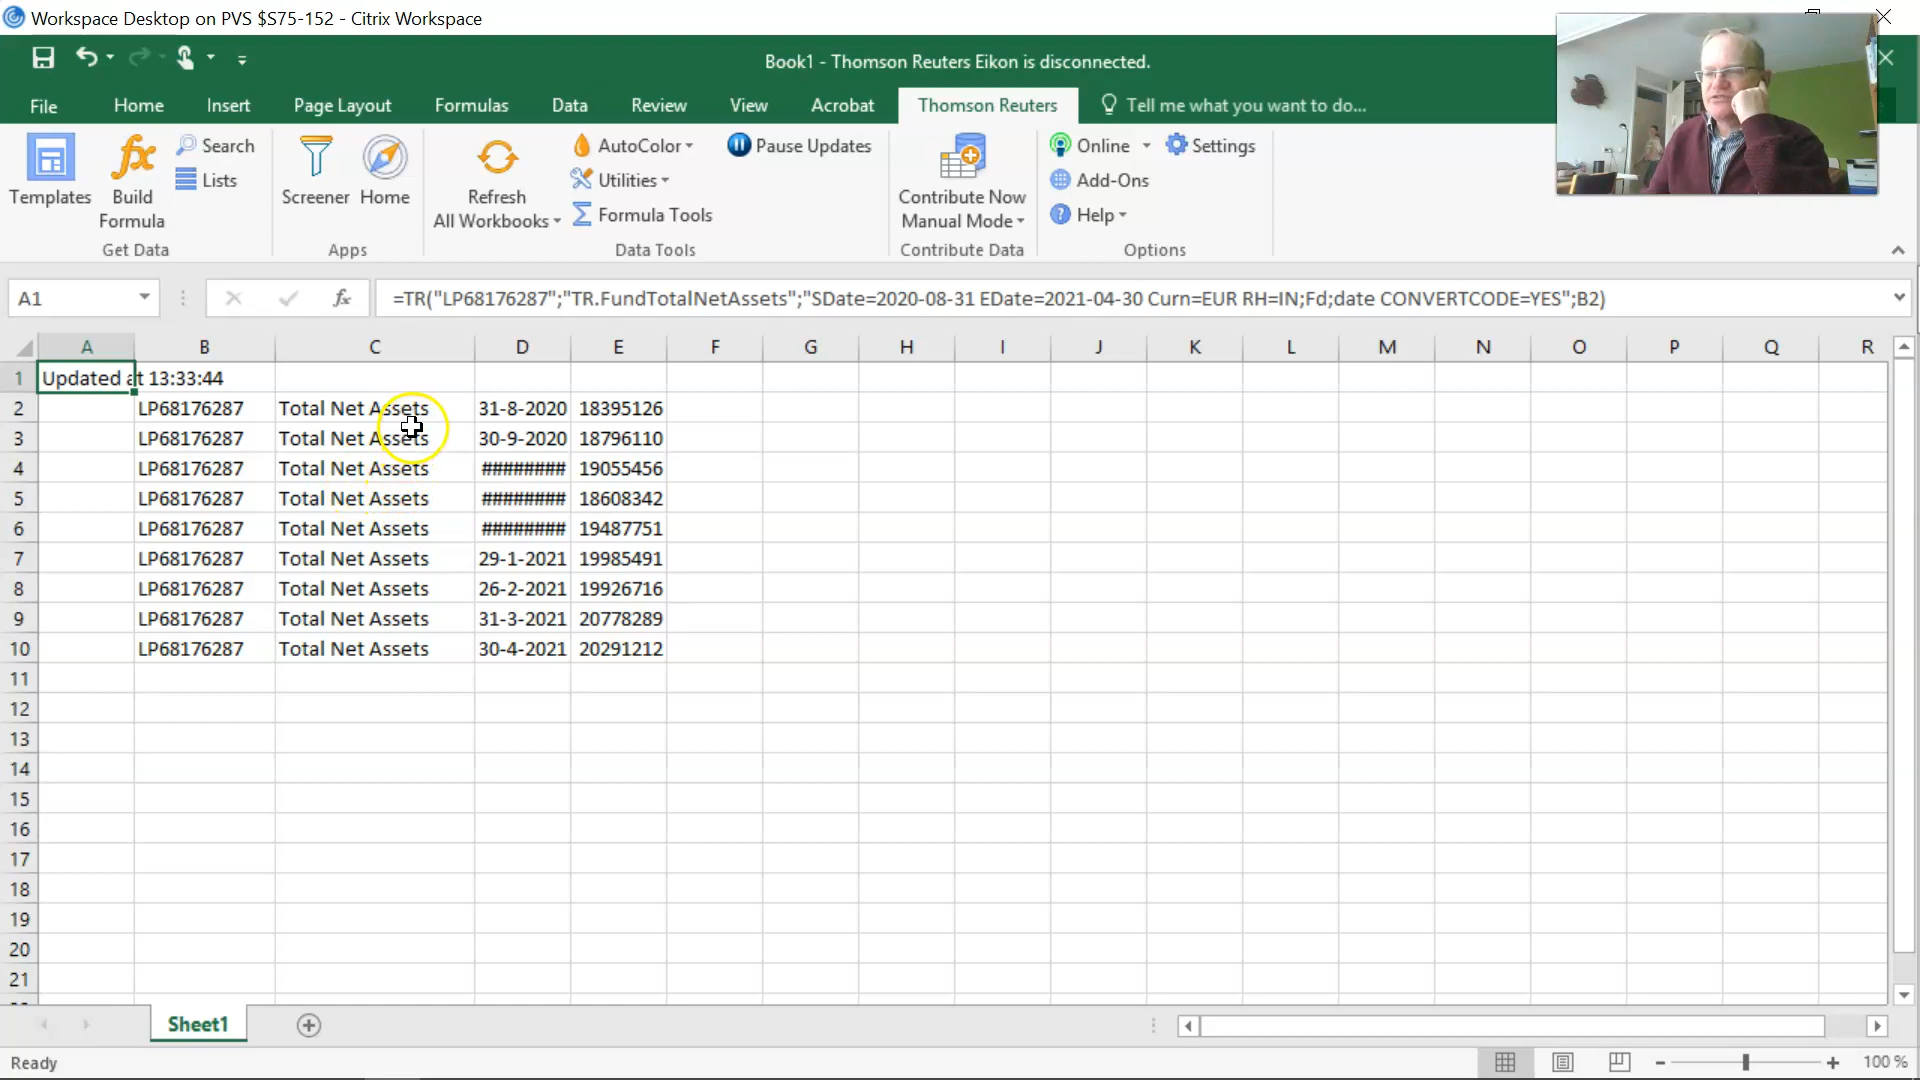 Workspace Desktop on PVS $S75-152 - Citrix Workspace
Book1 - Thomson Reuters Eikon is disconnected.
File Home Insert Page Layout Formulas Data Review View Acrobat Thomson Reuters Tell me what you want to do...
Templates
Build Formula
Search
Lists
Get Data
Screener
Home
Apps
Refresh All Workbooks
AutoColor
Utilities
Formula Tools
Pause Updates
Data Tools
Contribute Now Manual Mode
Contribute Data
Online
Settings
Add-Ons
Help
Options
A1 fx =TR("LP68176287";"TR.FundTotalNetAssets";"SDate=2020-08-31 EDate=2021-04-30 Curn=EUR RH=IN;Fd;date CONVERTCODE=YES";B2)
A B C D E F G H I J K L M N O P Q R
1 Updated at 13:33:44
2 LP68176287 Total Net Assets 31-8-2020 18395126
3 LP68176287 Total Net Assets 30-9-2020 18796110
4 LP68176287 Total Net Assets ######## 19055456
5 LP68176287 Total Net Assets ######## 18608342
6 LP68176287 Total Net Assets ######## 19487751
7 LP68176287 Total Net Assets 29-1-2021 19985491
8 LP68176287 Total Net Assets 26-2-2021 19926716
9 LP68176287 Total Net Assets 31-3-2021 20778289
10 LP68176287 Total Net Assets 30-4-2021 20291212
11
12
13
14
15
16
17
18
19
20
21
Sheet1
Ready
100 %